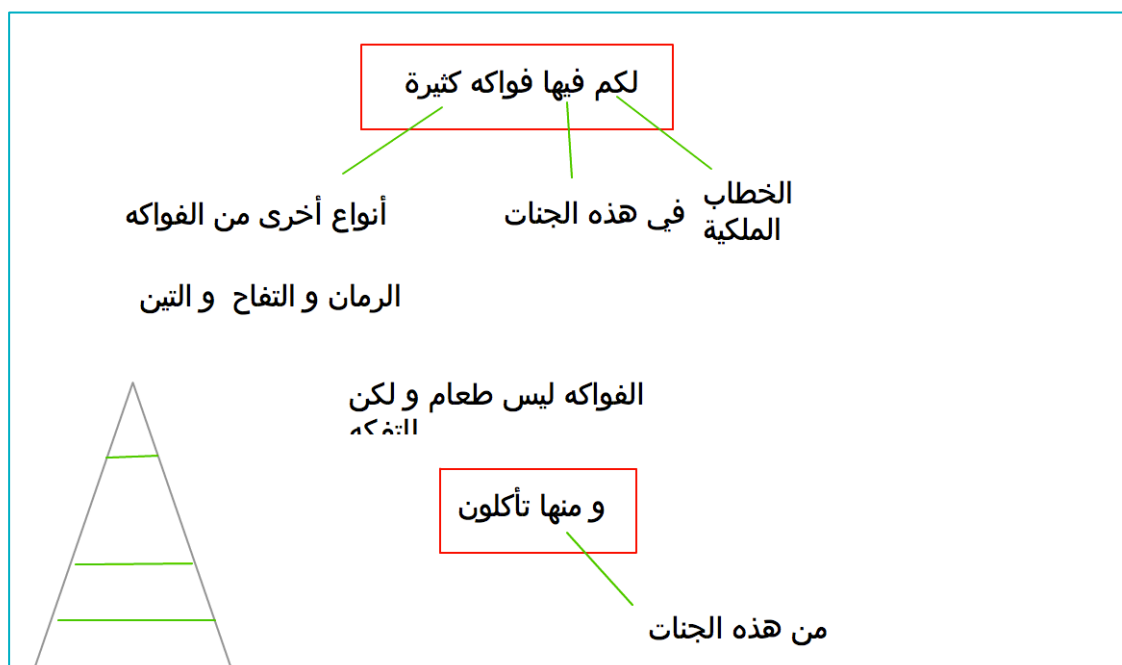 لكم فيها فواكه كثيرة
الخطاب
الملكية
في هذه الجنات
أنواع أخرى من الفواكه
الرمان و التفاح و التين
الفواكه ليس طعام و لكن
للتفكه
و منها تأكلون
من هذه الجنات